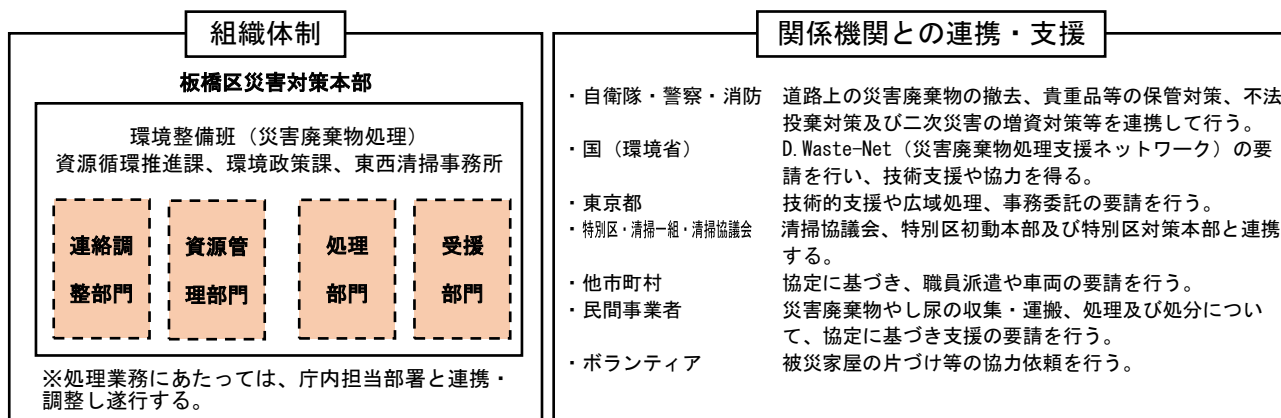 組織体制
板橋区災害対策本部
環境整備班（災害廃棄物処理）
資源循環推進課、環境政策課、東西清掃事務所
連絡調
整部門
資源管
理部門
処理
部門
受援
部門
※処理業務にあたっては、庁内担当部署と連携・
調整し遂行する。
関係機関との連携・支援
・自衛隊・警察・消防 道路上の災害廃棄物の撤去、貴重品等の保管対策、不法
投棄対策及び二次災害の増資対策等を連携して行う。
・国（環境省） D.Waste-Net（災害廃棄物処理支援ネットワーク）の要
請を行い、技術支援や協力を得る。
・東京都 技術的支援や広域処理、事務委託の要請を行う。
・特別区・清掃一組・清掃協議会 清掃協議会、特別区初動本部及び特別区対策本部と連携
する。
・他市町村 協定に基づき、職員派遣や車両の要請を行う。
・民間事業者 災害廃棄物やし尿の収集・運搬、処理及び処分につい
て、協定に基づき支援の要請を行う。
・ボランティア 被災家屋の片づけ等の協力依頼を行う。